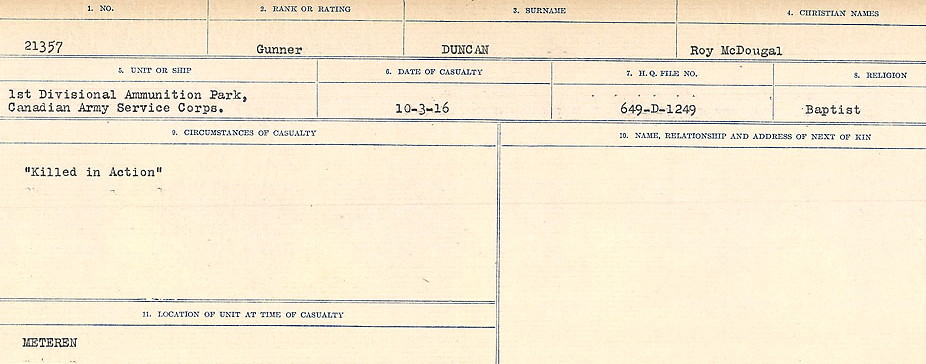 1. NO. 2. RANK OR RATING 3. SURNAME 4. CHRISTIAN NAMES
21357 Gunner DUNCAN Roy McDougal
5. UNIT OR SHIP 6. DATE OF CASUALTY 7. H. Q. FILE NO. 8. RELIGION
1st Divisional Ammunition Park,
Canadian Army Service Corps. 10-3-16 649-D-1249 Baptist
9. CIRCUMSTANCES OF CASUALTY 10. NAME, RELATIONSHIP AND ADDRESS OF NEXT OF KIN
"Killed in Action"
11. LOCATION OF UNIT AT TIME OF CASUALTY
METEREN